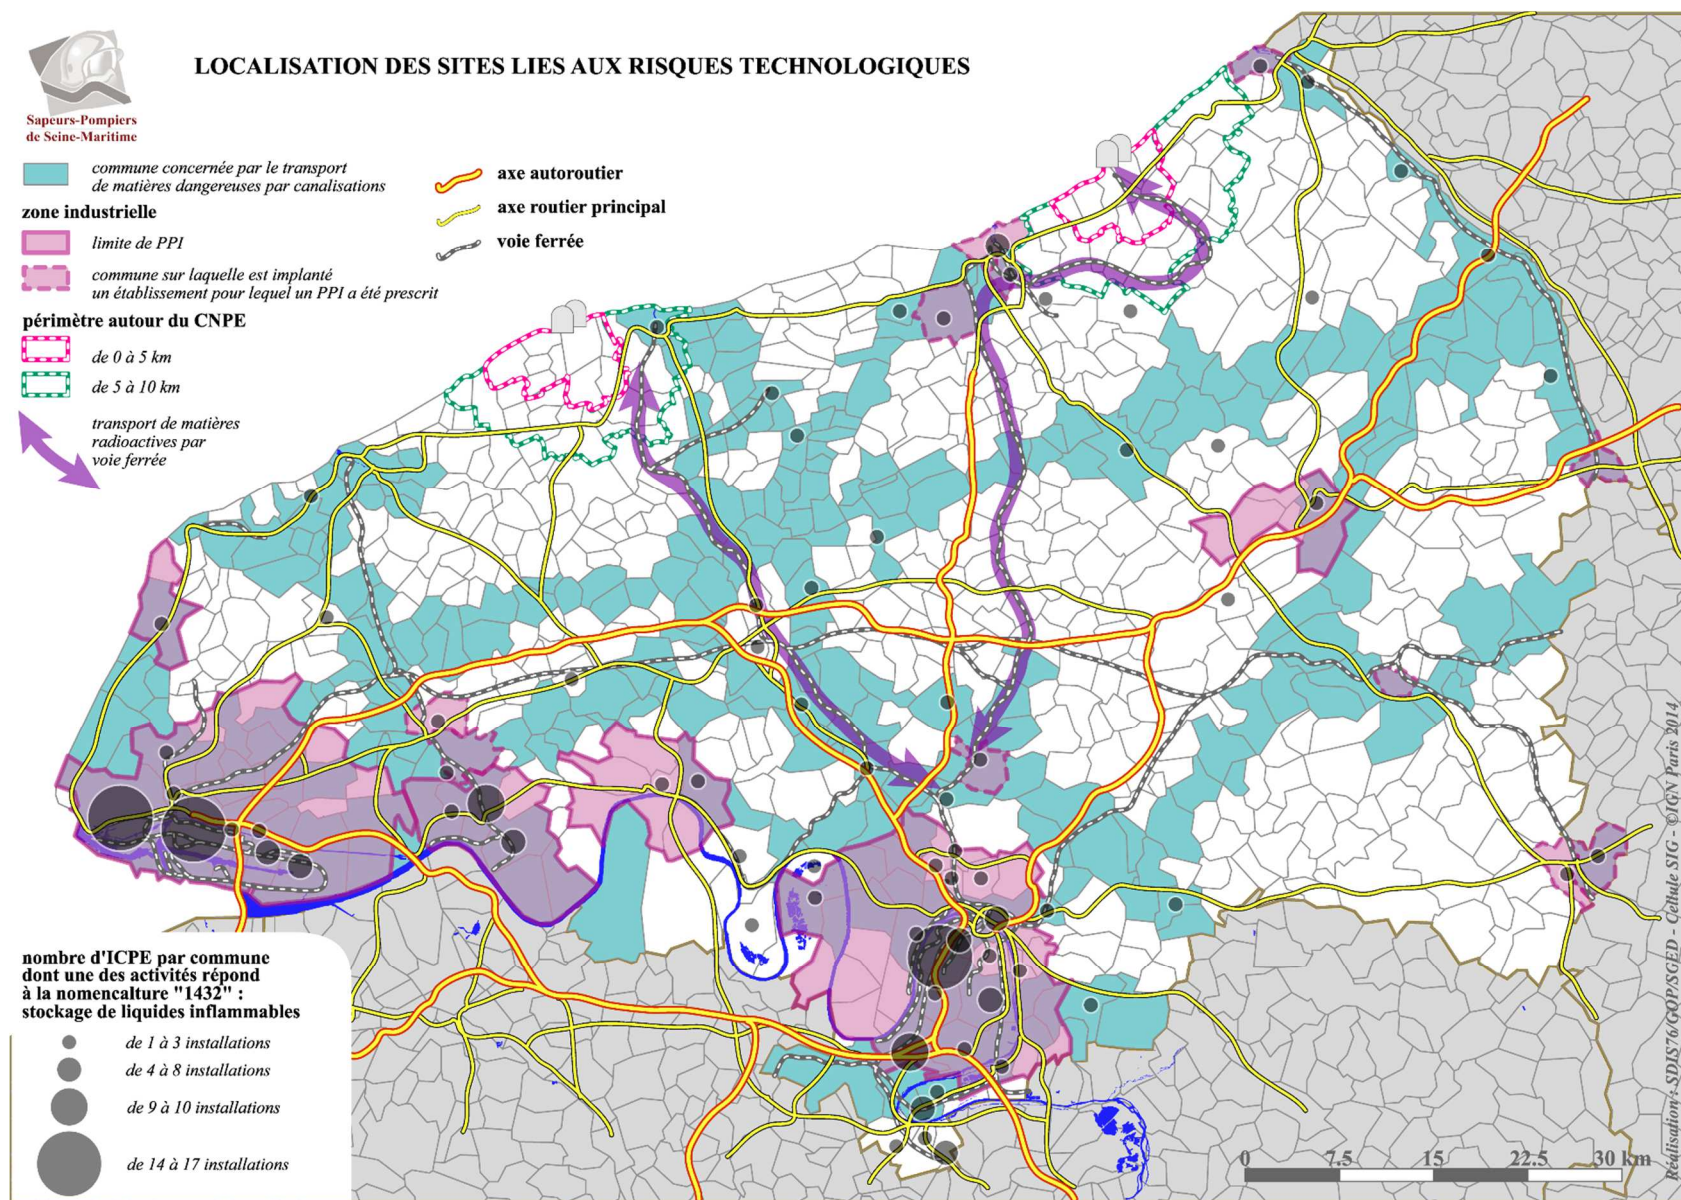 LOCALISATION DES SITES LIES AUX RISQUES TECHNOLOGIQUES
Sapeurs-Pompiers
de Seine-Maritime
commune concernée par le transport
de matières dangereuses par canalisations
zone industrielle
limite de PPI
commune sur laquelle est implanté
un établissement pour lequel un PPI a été prescrit
périmètre autour du CNPE
de 0 à 5 km
de 5 à 10 km
transport de matières
radioactives par
voie ferrée
axe autoroutier
axe routier principal
voie ferrée
nombre d'ICPE par commune
dont une des activités répond
à la nomencalture "1432" :
stockage de liquides inflammables
de 1 à 3 installations
de 4 à 8 installations
de 9 à 10 installations
de 14 à 17 installations
0 7.5 15 22.5 30 km
Réalisation : SDIS76/GOP/SGED - Cellule SIG - ©IGN Paris 2014